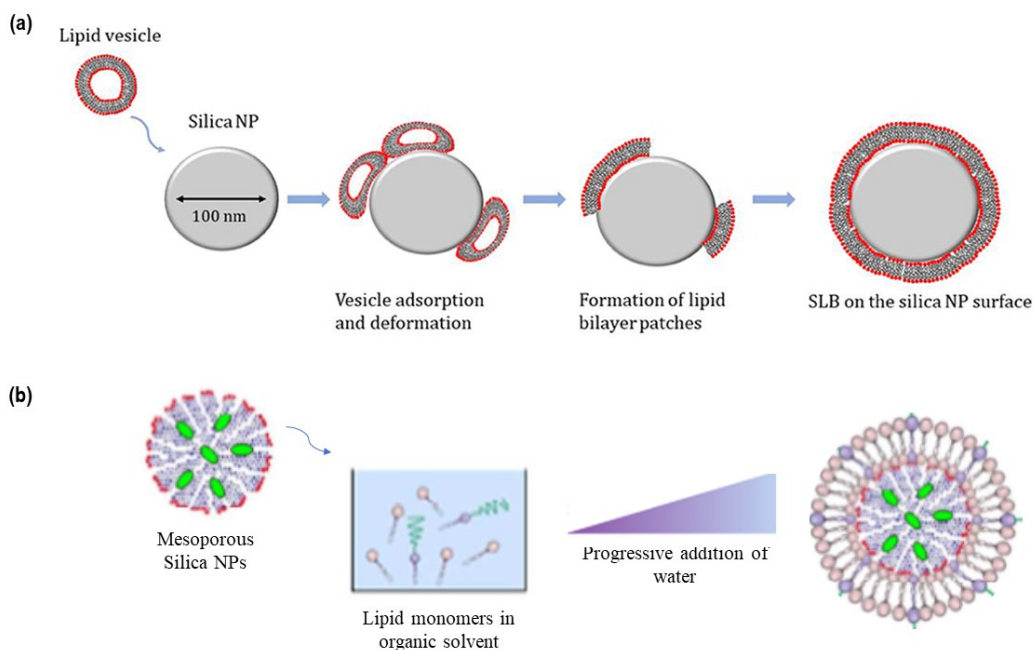 (a)
Lipid vesicle
Silica NP
100 nm
Vesicle adsorption
and deformation
Formation of lipid
bilayer patches
SLB on the silica NP surface
(b)
Mesoporous
Silica NPs
Lipid monomers in
organic solvent
Progressive addition of
water